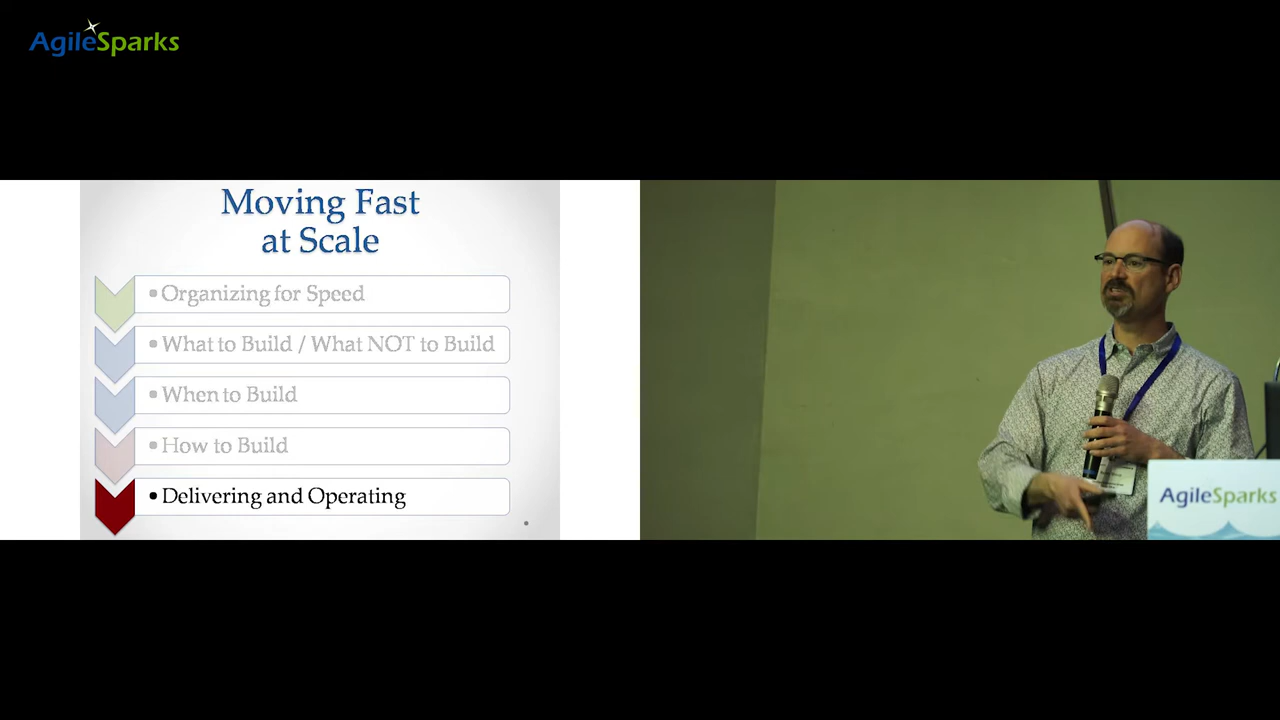 AgileSparks
Moving Fast
at Scale
• Organizing for Speed
• What to Build / What NOT to Build
• When to Build
• How to Build
• Delivering and Operating
AgileSparks